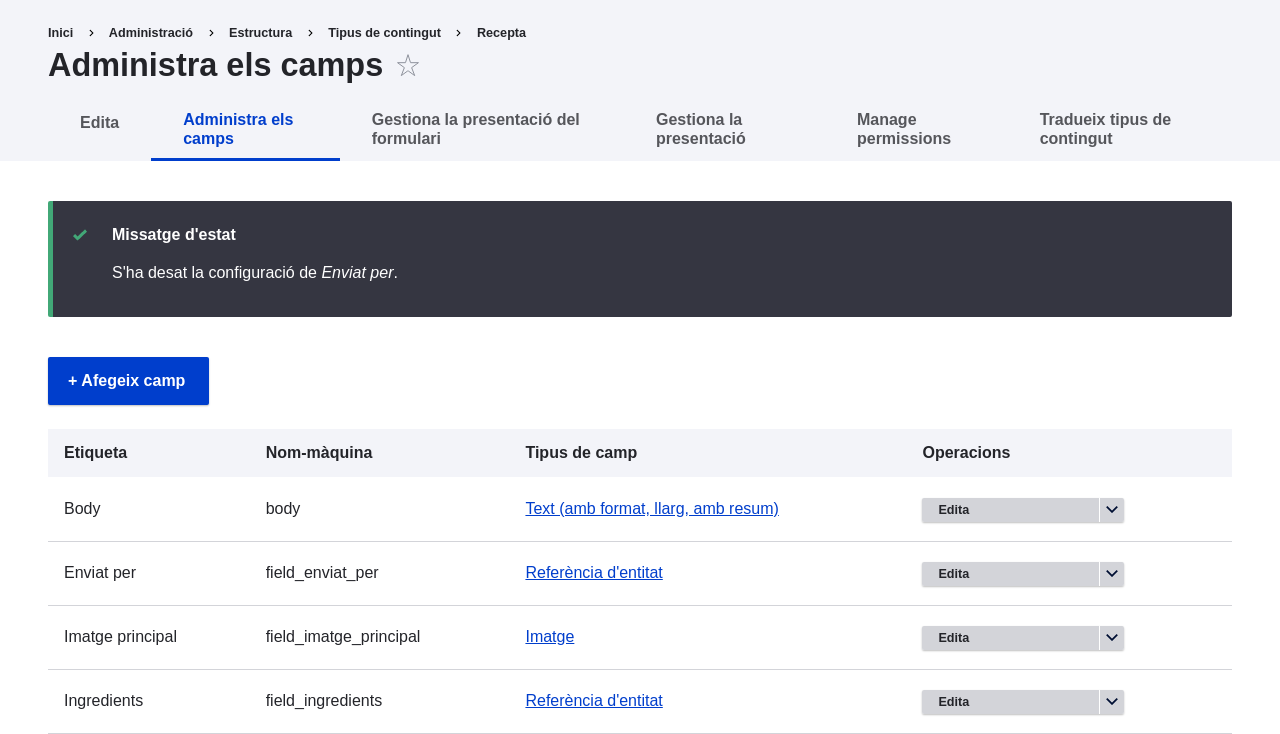 Inici Administració Estructura Tipus de contingut Recepta
Administra els camps
Edita
Administra els
camps
Gestiona la presentació del
formulari
Gestiona la
presentació
Manage
permissions
Tradueix tipus de
contingut
Missatge d'estat
S'ha desat la configuració de Enviat per.
+ Afegeix camp
Etiqueta Nom-màquina Tipus de camp Operacions
Body body Text (amb format, llarg, amb resum) Edita
Enviat per field_enviat_per Referència d'entitat Edita
Imatge principal field_imatge_principal Imatge Edita
Ingredients field_ingredients Referència d'entitat Edita